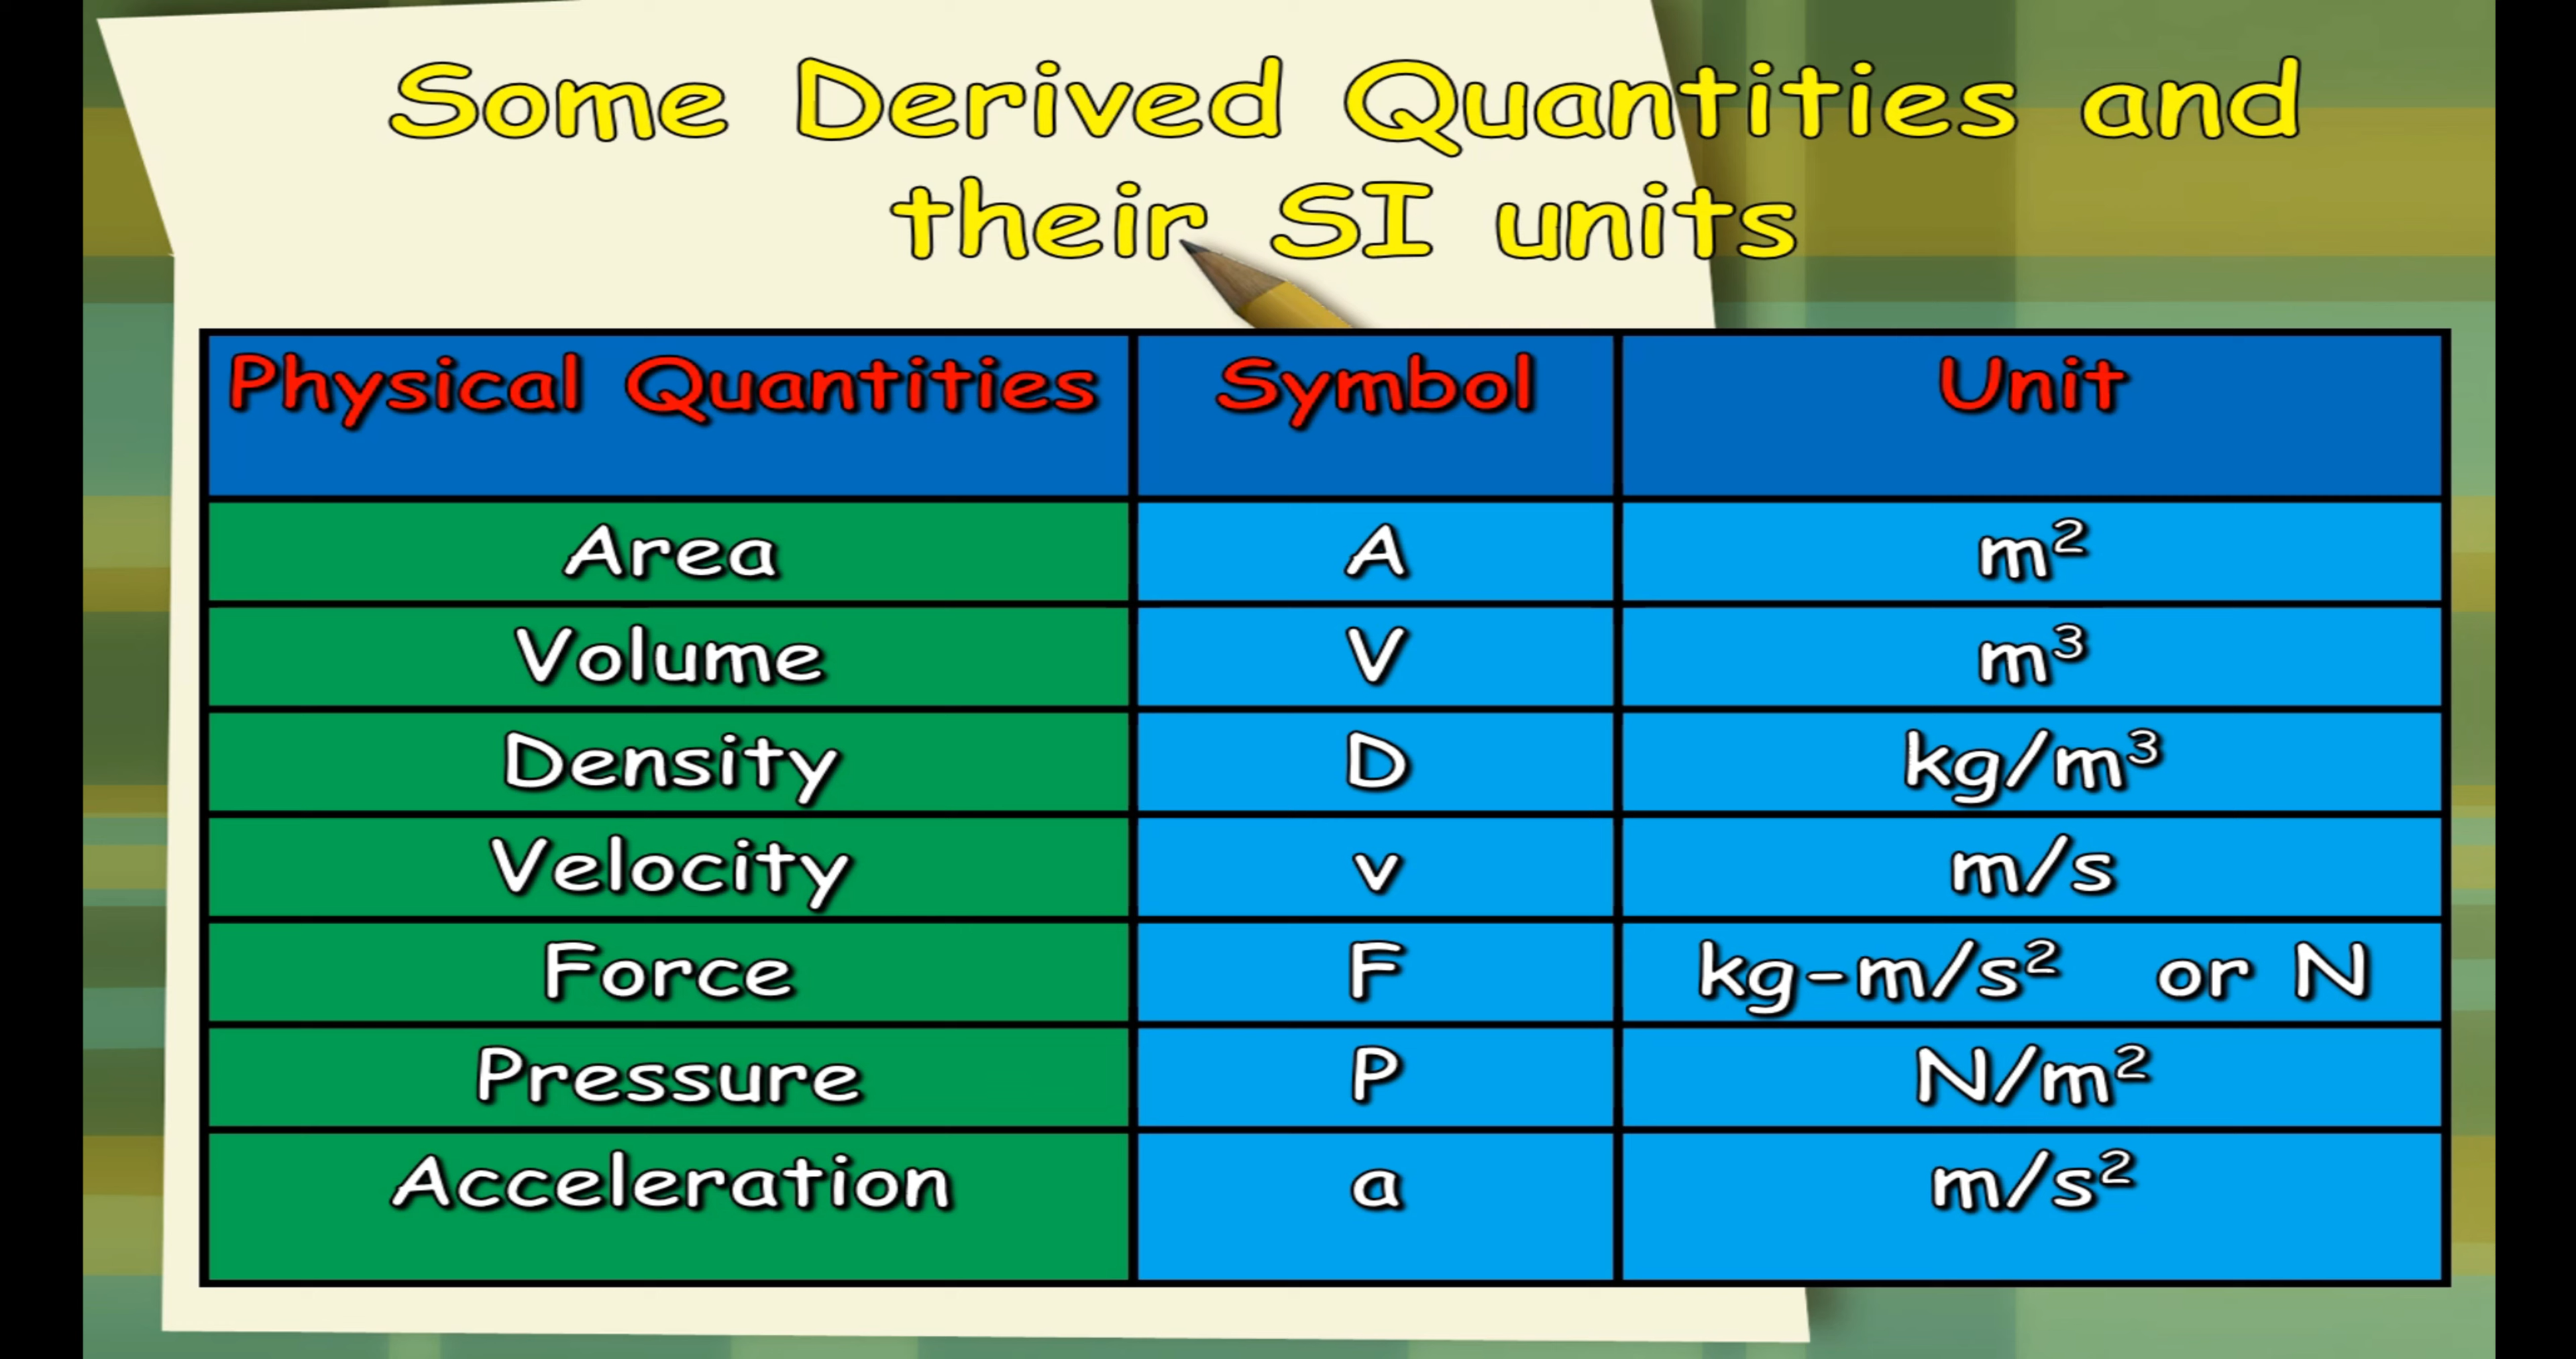 Some Derived Quantities and
their SI units
Physical Quantities Symbol Unit
Area A m²
Volume V m³
Density D kg/m³
Velocity v m/s
Force F kg-m/s² or N
Pressure P N/m²
Acceleration a m/s²